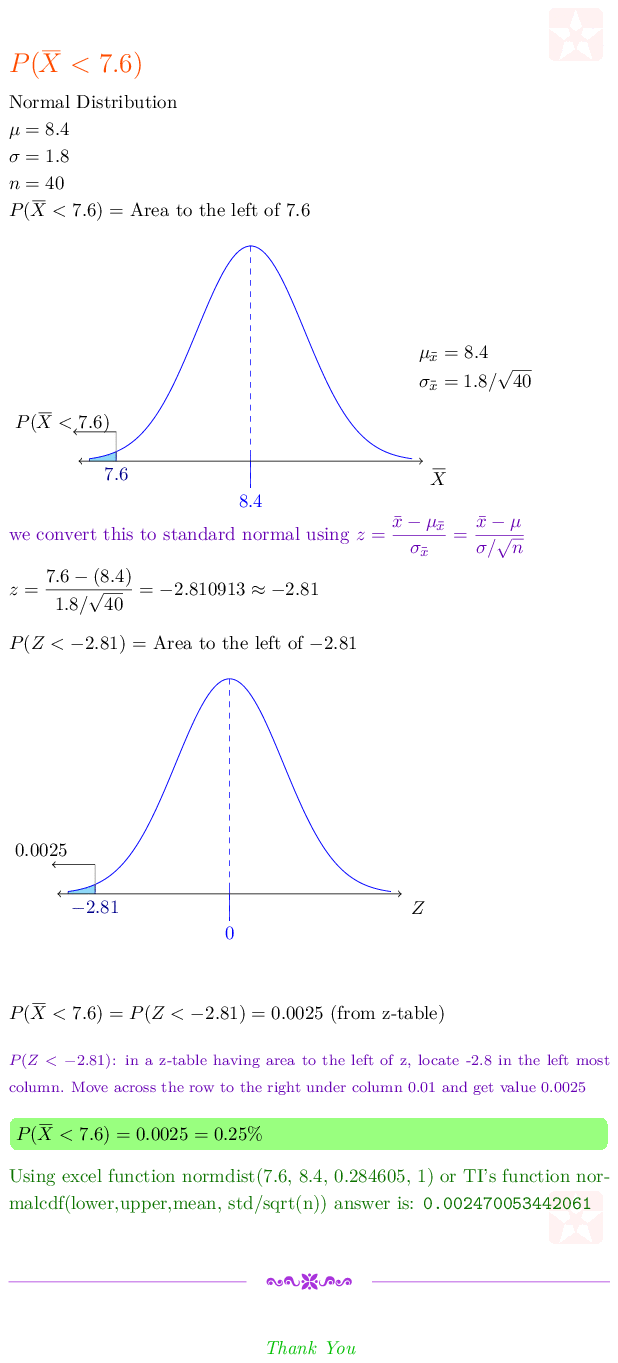 P(X̅ < 7.6)
Normal Distribution
μ = 8.4
σ = 1.8
n = 40
P(X̅ < 7.6) = Area to the left of 7.6
μx̄ = 8.4
σx̄ = 1.8/√40
P(X̅ < 7.6)
7.6
X̅
8.4
we convert this to standard normal using z = (x̄ − μx̄)/σx̄ = (x̄ − μ)/(σ/√n)
z = (7.6 − (8.4))/(1.8/√40) = −2.810913 ≈ −2.81
P(Z < −2.81) = Area to the left of −2.81
0.0025
−2.81
Z
0
P(X̅ < 7.6) = P(Z < −2.81) = 0.0025 (from z-table)
P(Z < −2.81): in a z-table having area to the left of z, locate -2.8 in the left most
column. Move across the row to the right under column 0.01 and get value 0.0025
P(X̅ < 7.6) = 0.0025 = 0.25%
Using excel function normdist(7.6, 8.4, 0.284605, 1) or TI's function nor-
malcdf(lower,upper,mean, std/sqrt(n)) answer is: 0.002470053442061
Thank You